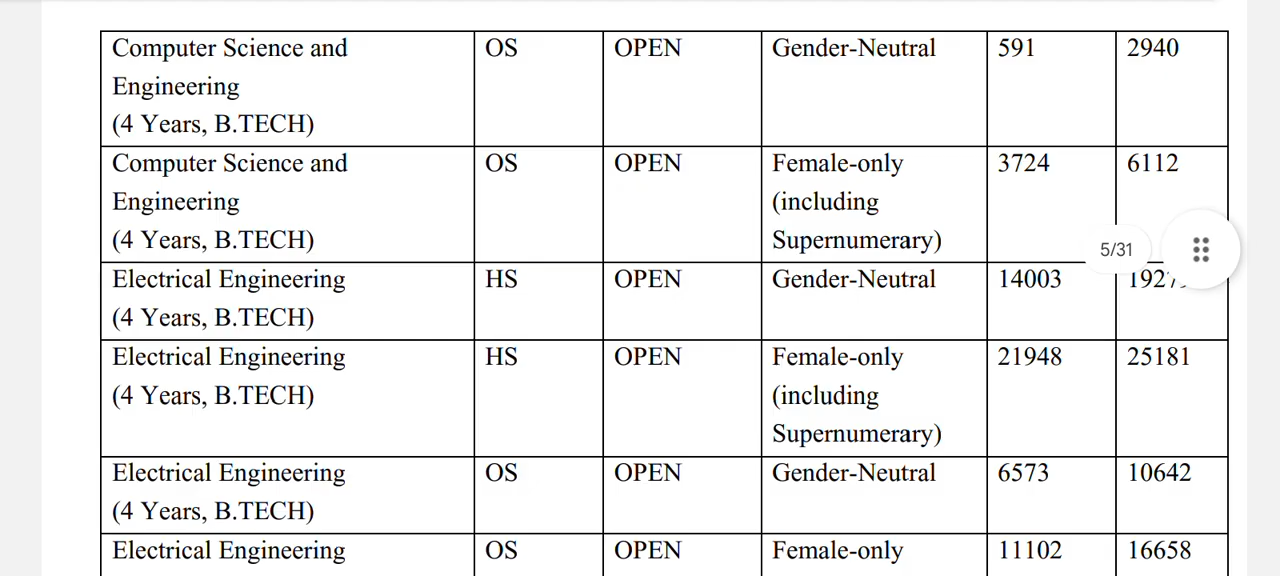 Computer Science and OS OPEN Gender-Neutral 591 2940
Engineering
(4 Years, B.TECH)
Computer Science and OS OPEN Female-only 3724 6112
Engineering (including
(4 Years, B.TECH) Supernumerary)
5/31
Electrical Engineering HS OPEN Gender-Neutral 14003
(4 Years, B.TECH)
Electrical Engineering HS OPEN Female-only 21948 25181
(4 Years, B.TECH) (including
Supernumerary)
Electrical Engineering OS OPEN Gender-Neutral 6573 10642
(4 Years, B.TECH)
Electrical Engineering OS OPEN Female-only 11102 16658